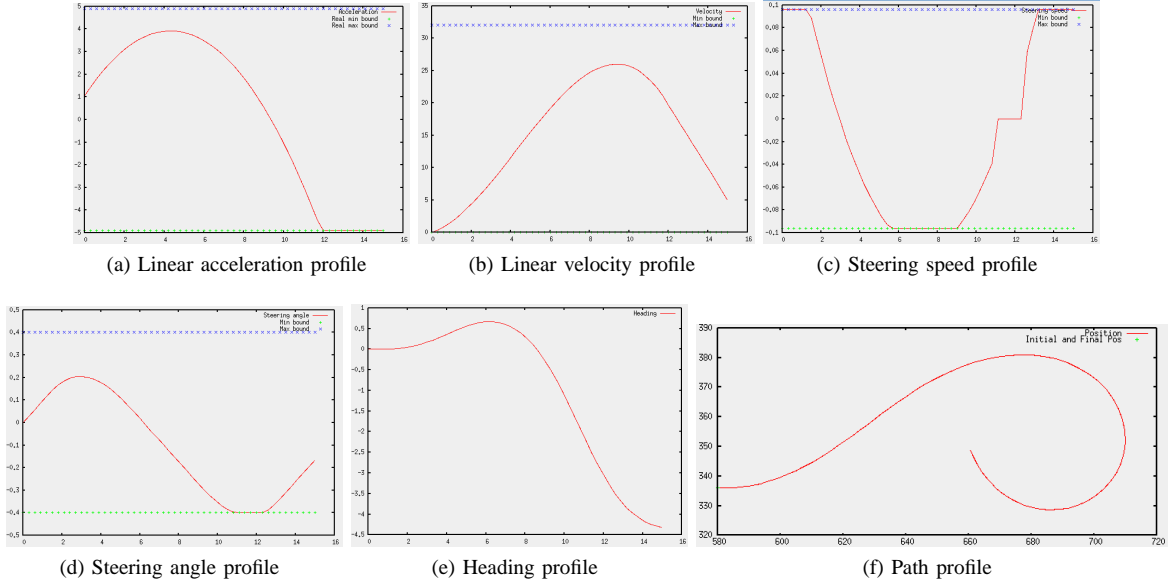 5
4
3
2
1
0
-1
-2
-3
-4
-5
0 2 4 6 8 10 12 14 16
Acceleration
Real min bound
Real max bound
(a) Linear acceleration profile
35
30
25
20
15
10
5
0
0 2 4 6 8 10 12 14 16
Velocity
Min bound
Max bound
(b) Linear velocity profile
0,1
0,08
0,06
0,04
0,02
0
-0,02
-0,04
-0,06
-0,08
-0,1
0 2 4 6 8 10 12 14 16
Steering speed
Min bound
Max bound
(c) Steering speed profile
0,5
0,4
0,3
0,2
0,1
0
-0,1
-0,2
-0,3
-0,4
-0,5
0 2 4 6 8 10 12 14 16
Steering angle
Min bound
Max bound
(d) Steering angle profile
1
0,5
0
-0,5
-1
-1,5
-2
-2,5
-3
-3,5
-4
-4,5
0 2 4 6 8 10 12 14 16
Heading
(e) Heading profile
390
380
370
360
350
340
330
320
580 600 620 640 660 680 700 720
Position
Initial and Final Pos
(f) Path profile